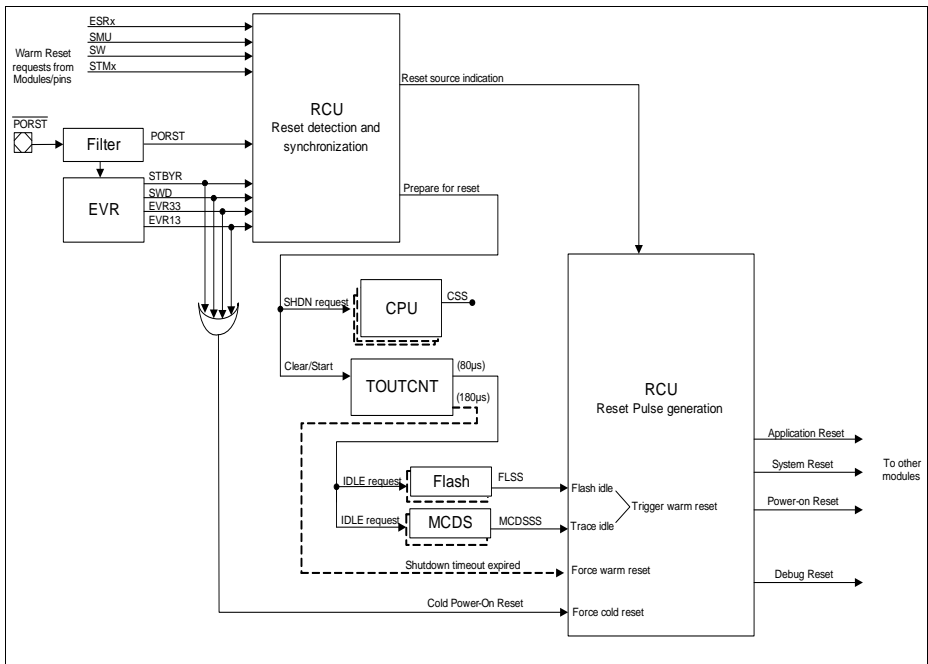 ESRx
SMU
SW
STMx
Warm Reset
requests from
Modules/pins
PORST
Filter
PORST
EVR
STBYR
SWD
EVR33
EVR13
RCU
Reset detection and
synchronization
Reset source indication
Prepare for reset
SHDN request
CPU
CSS
Clear/Start
TOUTCNT
(80µs)
(180µs)
IDLE request
Flash
FLSS
IDLE request
MCDS
MCDSSS
Shutdown timeout expired
Cold Power-On Reset
RCU
Reset Pulse generation
Flash idle
Trigger warm reset
Trace idle
Force warm reset
Force cold reset
Application Reset
System Reset
Power-on Reset
Debug Reset
To other
modules